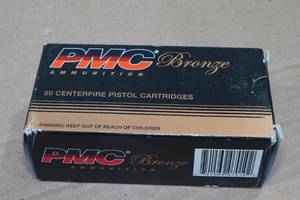 PMC Bronze
AMMUNITION
50 CENTERFIRE PISTOL CARTRIDGES
WARNING: KEEP OUT OF REACH OF CHILDREN
PMC Bronze
AMMUNITION